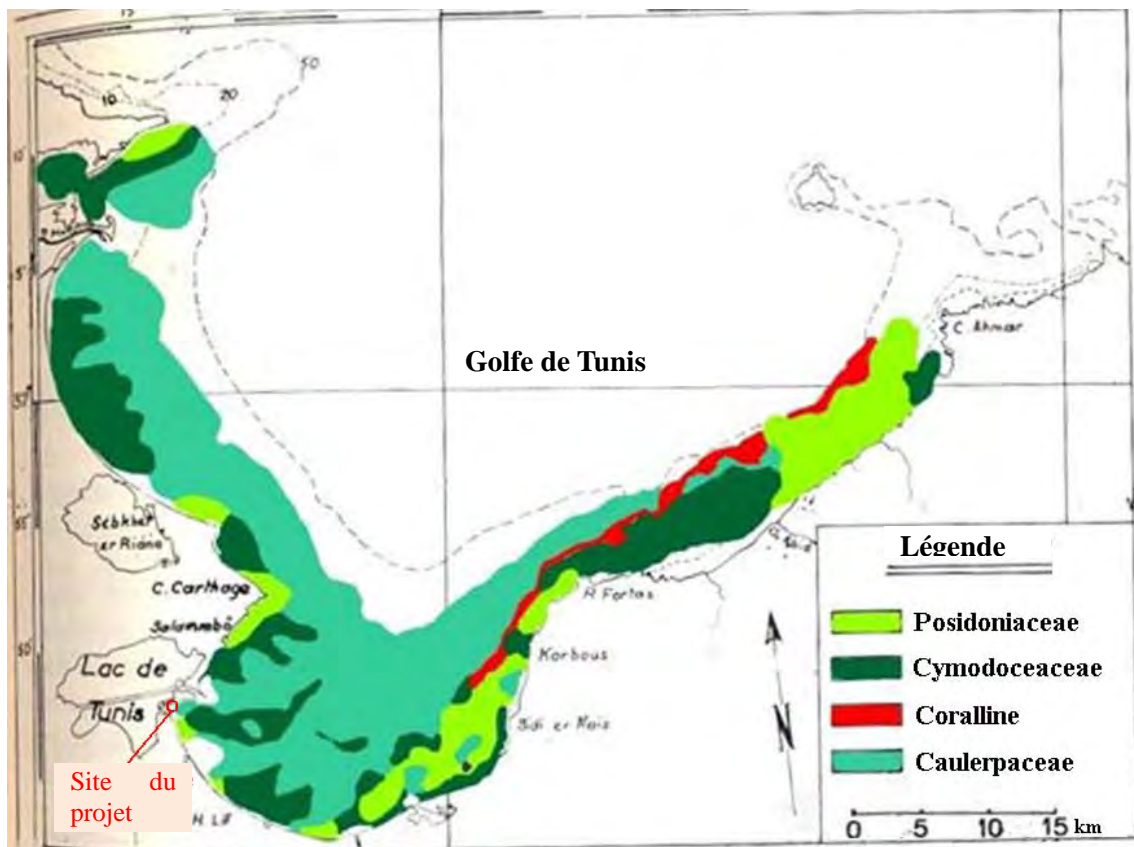 10
20
50
C. Ahmar
Golfe de Tunis
Sebkhet
er Riana
C. Carthage
Salammbô
Lac de
Tunis
R. Fortas
Korbous
Sidi er Rais
Site du
projet
H. Lif
N
Légende
Posidoniaceae
Cymodoceaceae
Coralline
Caulerpaceae
0 5 10 15 km